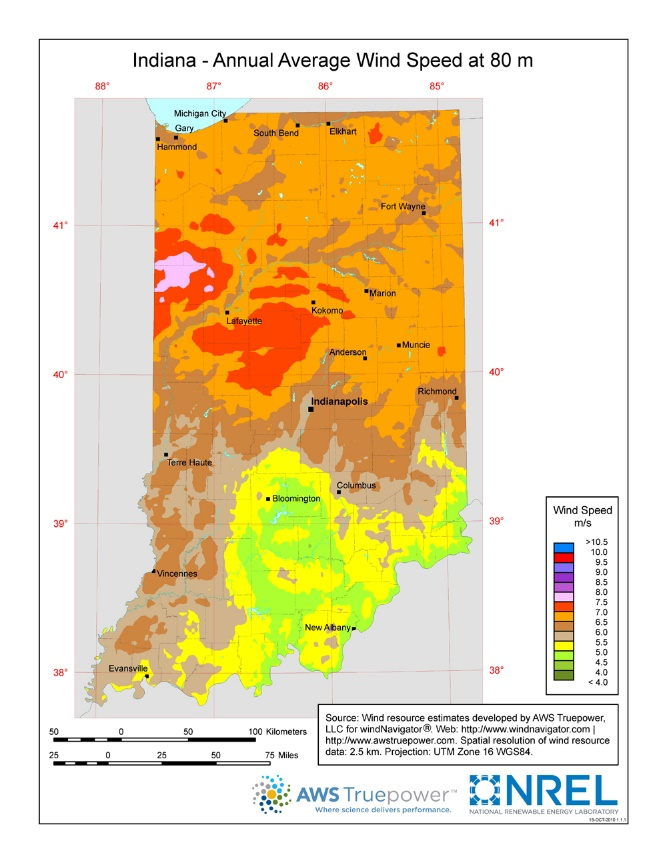 Indiana - Annual Average Wind Speed at 80 m
88°
87°
86°
85°
Michigan City
Gary
South Bend
Elkhart
Hammond
Fort Wayne
41°
41°
Marion
Kokomo
Lafayette
Muncie
Anderson
40°
40°
Richmond
Indianapolis
Terre Haute
Columbus
Bloomington
39°
39°
Vincennes
New Albany
Evansville
38°
38°
Wind Speed
m/s
>10.5
10.0
9.5
9.0
8.5
8.0
7.5
7.0
6.5
6.0
5.5
5.0
4.5
4.0
< 4.0
50 0 50 100 Kilometers
25 0 25 50 75 Miles
Source: Wind resource estimates developed by AWS Truepower,
LLC for windNavigator®. Web: http://www.windnavigator.com |
http://www.awstruepower.com. Spatial resolution of wind resource
data: 2.5 km. Projection: UTM Zone 16 WGS84.
AWS Truepower™
Where science delivers performance.
NREL
NATIONAL RENEWABLE ENERGY LABORATORY